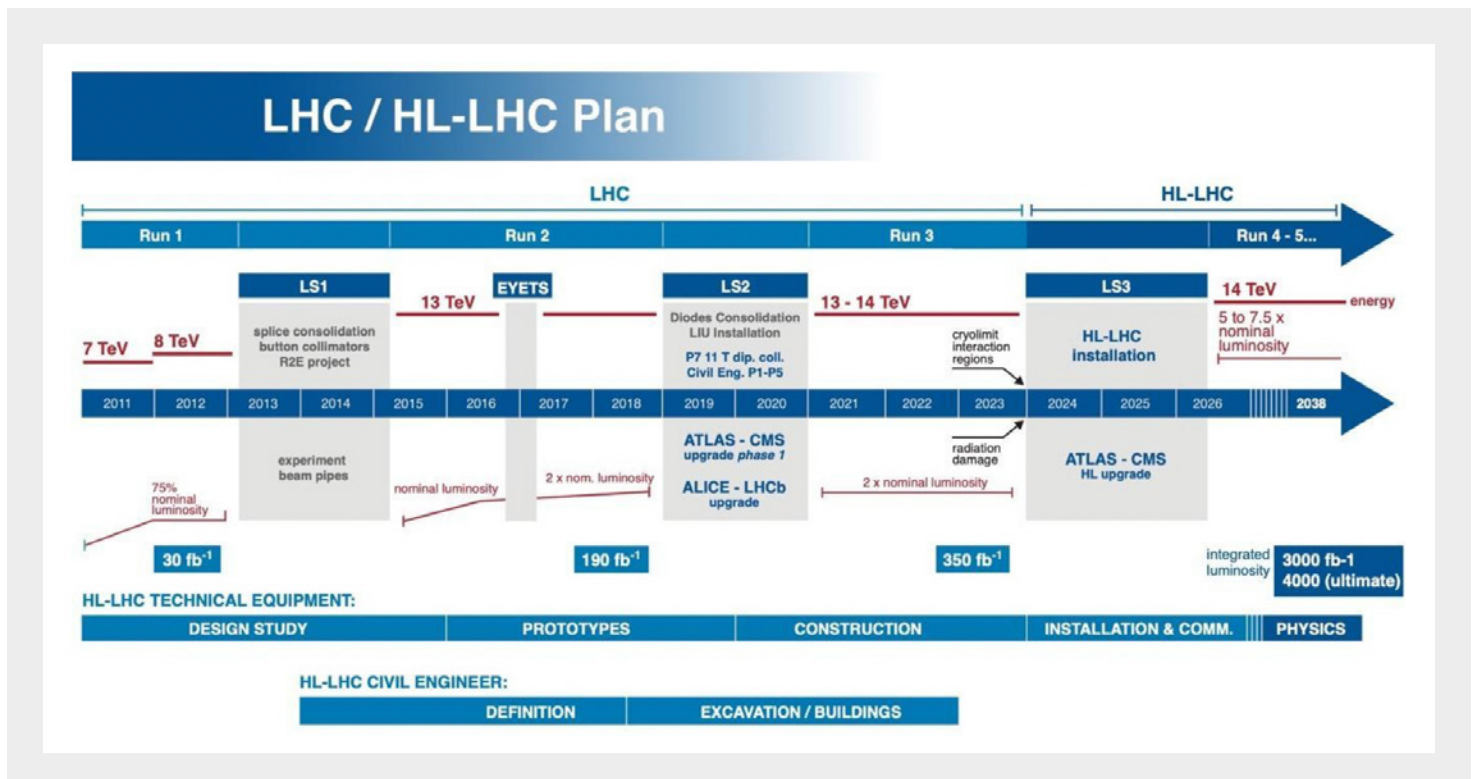 LHC / HL-LHC Plan
LHC
HL-LHC
Run 1
Run 2
Run 3
Run 4 - 5...
LS1
EYETS
LS2
LS3
7 TeV
8 TeV
splice consolidation
button collimators
R2E project
13 TeV
Diodes Consolidation
LIU Installation
P7 11 T dip. coll.
Civil Eng. P1-P5
13 - 14 TeV
cryolimit
interaction
regions
HL-LHC
installation
14 TeV
energy
5 to 7.5 x
nominal
luminosity
2011 2012 2013 2014 2015 2016 2017 2018 2019 2020 2021 2022 2023 2024 2025 2026 2038
75%
nominal
luminosity
experiment
beam pipes
nominal luminosity
2 x nom. luminosity
ATLAS - CMS
upgrade phase 1
ALICE - LHCb
upgrade
2 x nominal luminosity
radiation
damage
ATLAS - CMS
HL upgrade
30 fb⁻¹
190 fb⁻¹
350 fb⁻¹
integrated
luminosity
3000 fb-1
4000 (ultimate)
HL-LHC TECHNICAL EQUIPMENT:
DESIGN STUDY
PROTOTYPES
CONSTRUCTION
INSTALLATION & COMM.
PHYSICS
HL-LHC CIVIL ENGINEER:
DEFINITION
EXCAVATION / BUILDINGS